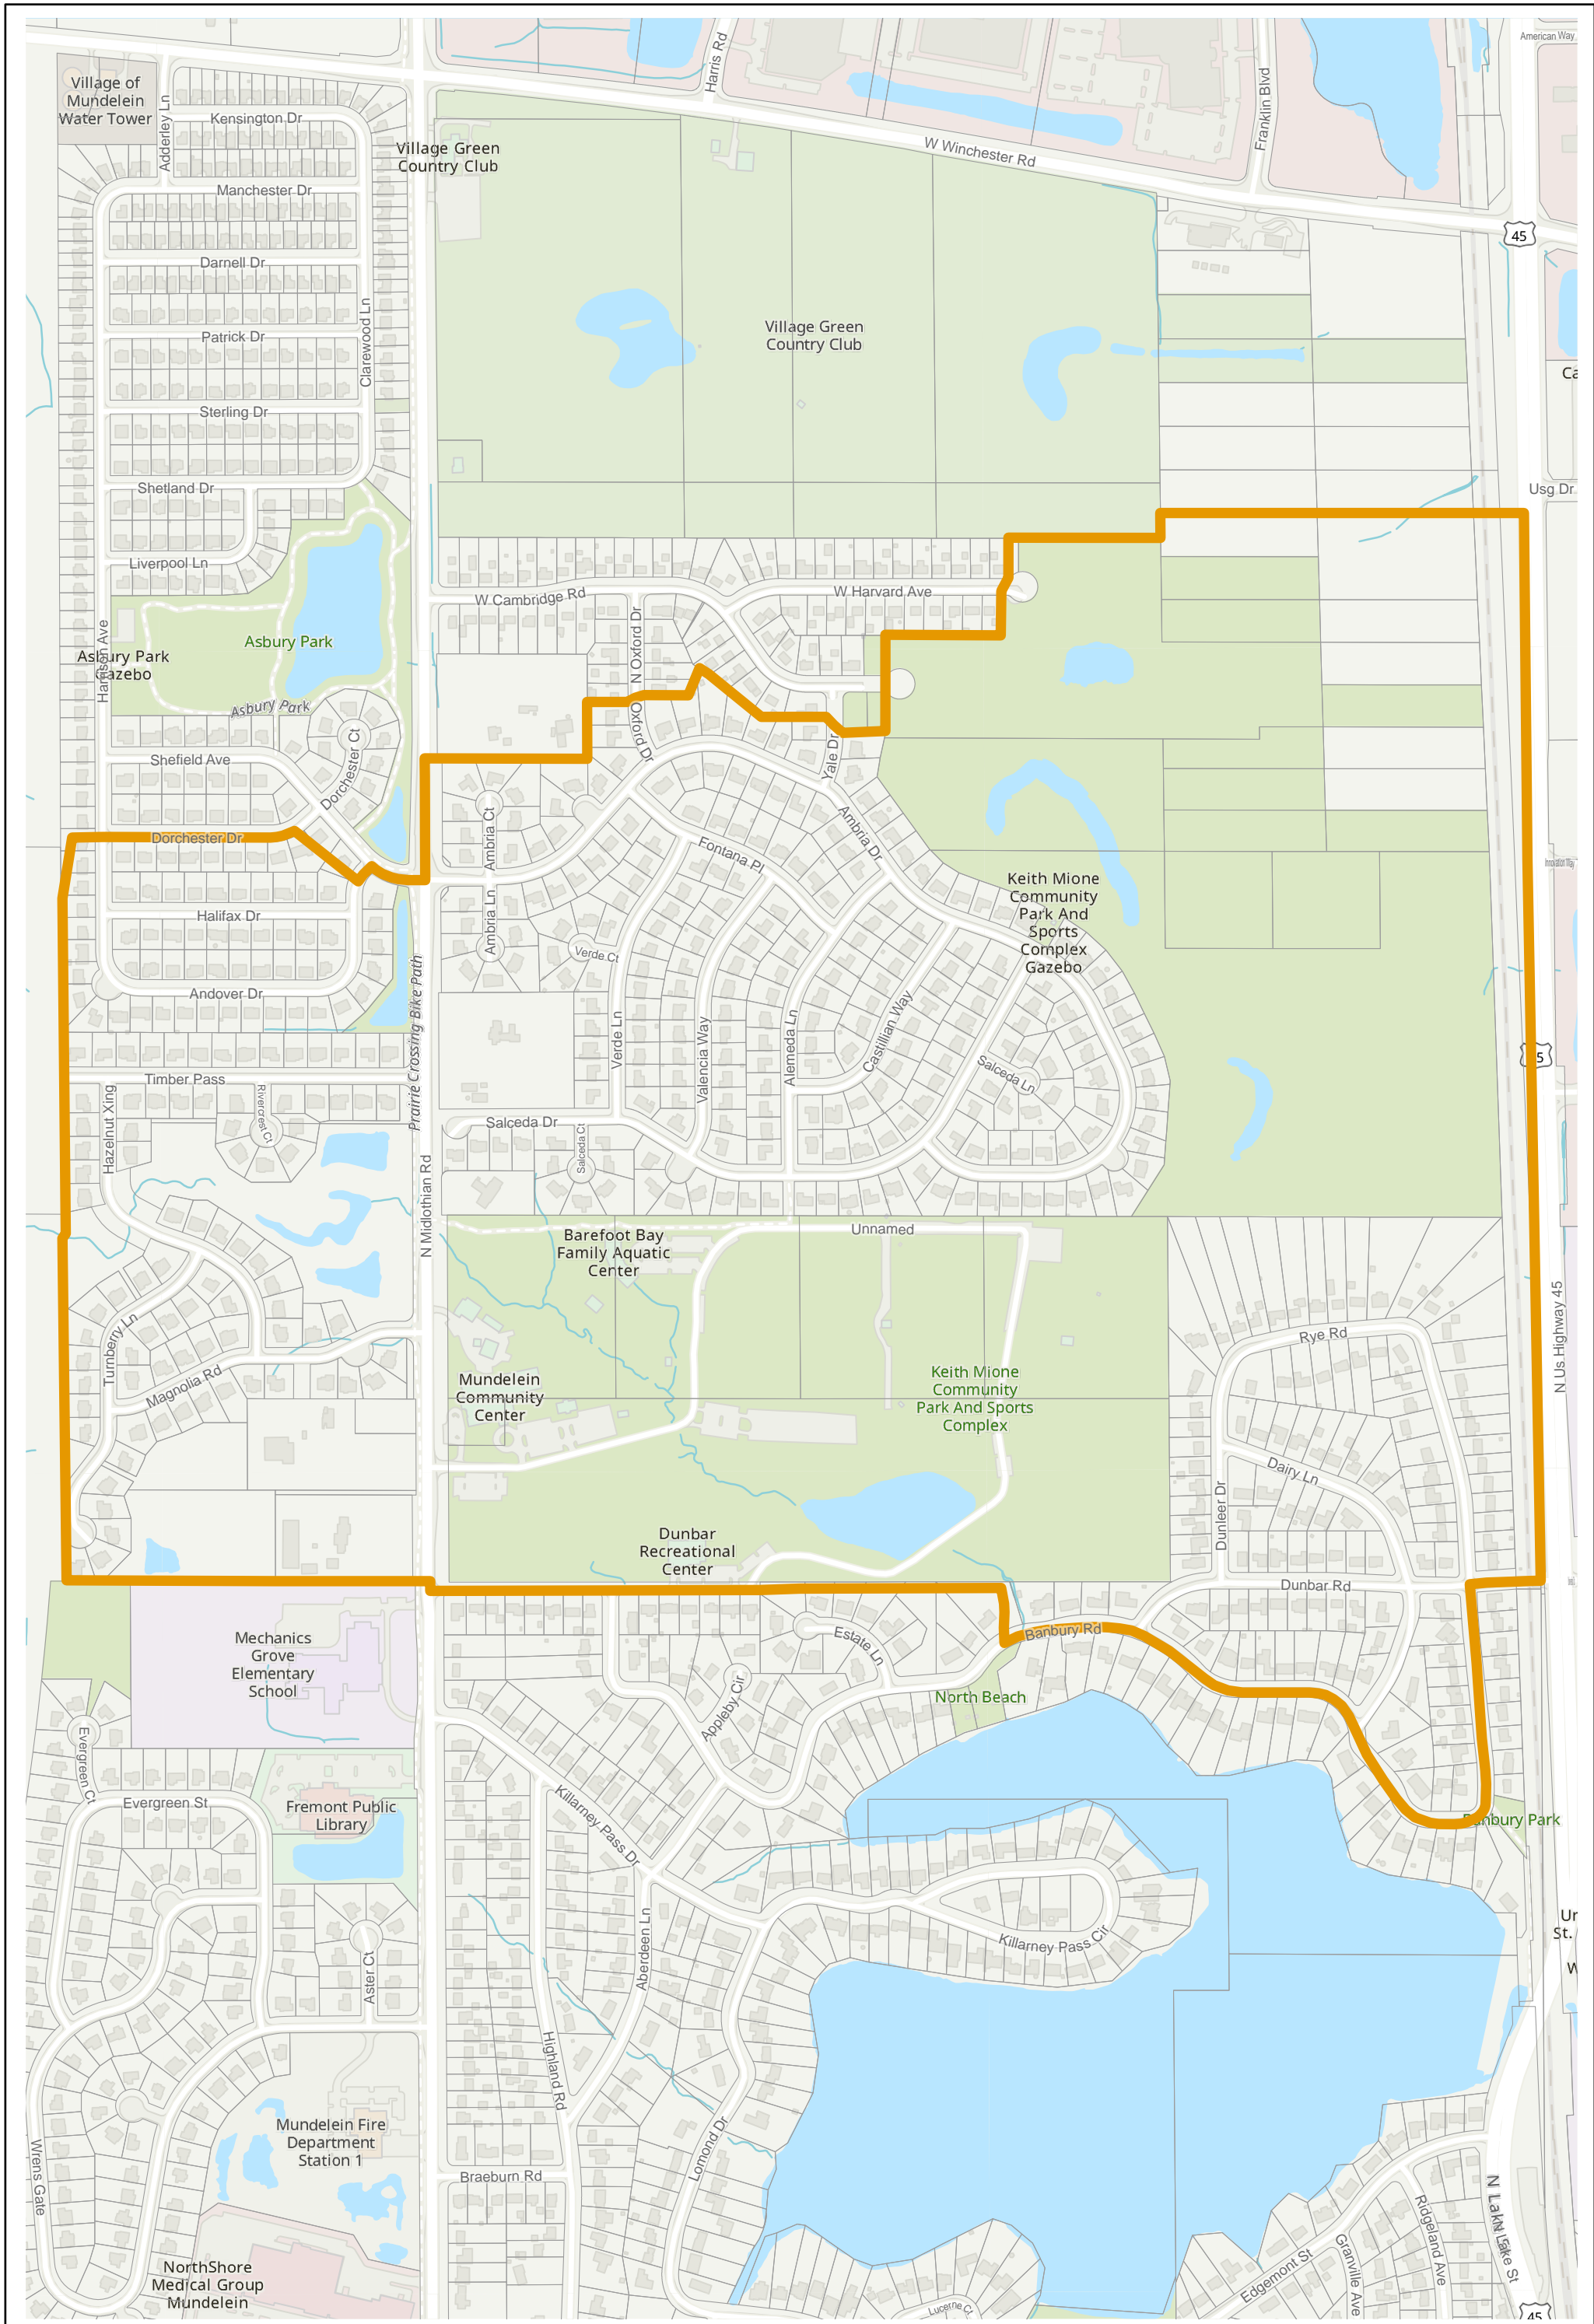 American Way
Village of
Mundelein
Water Tower
Adderley Ln
Kensington Dr
Harris Rd
Franklin Blvd
Village Green
Country Club
W Winchester Rd
Manchester Dr
45
Darnell Dr
Clarewood Ln
Patrick Dr
Village Green
Country Club
Ca
Sterling Dr
Shetland Dr
Usg Dr
Liverpool Ln
W Cambridge Rd
W Harvard Ave
Harrison Ave
Asbury Park
N Oxford Dr
Asbury Park
Gazebo
Asbury Park
Oxford Dr
Shefield Ave
Dorchester Ct
Yale Dr
Dorchester Dr
Ambria Ct
Ambria Dr
Fontana Pl
Keith Mione
Community
Park And
Sports
Complex
Gazebo
Halifax Dr
Ambria Ln
Verde Ct
Andover Dr
Prairie Crossing Bike Path
Verde Ln
Valencia Way
Alemeda Ln
Castillian Way
Salceda Ln
Timber Pass
Hazelnut Xing
Rivercrest Ct
Salceda Dr
Salceda Ct
N Midlothian Rd
Unnamed
Barefoot Bay
Family Aquatic
Center
N Us Highway 45
Turnberry Ln
Rye Rd
Magnolia Rd
Mundelein
Community
Center
Keith Mione
Community
Park And Sports
Complex
Dairy Ln
Dunleer Dr
Dunbar
Recreational
Center
Dunbar Rd
Mechanics
Grove
Elementary
School
Estate Ln
Banbury Rd
Appleby Cir
North Beach
Evergreen Ct
Evergreen St
Fremont Public
Library
Killarney Pass Dr
Banbury Park
Aster Ct
Aberdeen Ln
Killarney Pass Cir
Ur
St.
W
Highland Rd
Mundelein Fire
Department
Station 1
Wrens Gate
Braeburn Rd
Lomond Dr
N Lake St
N Lake St
Ridgeland Ave
Granville Ave
Edgemont St
NorthShore
Medical Group
Mundelein
Lucerne Ct
45